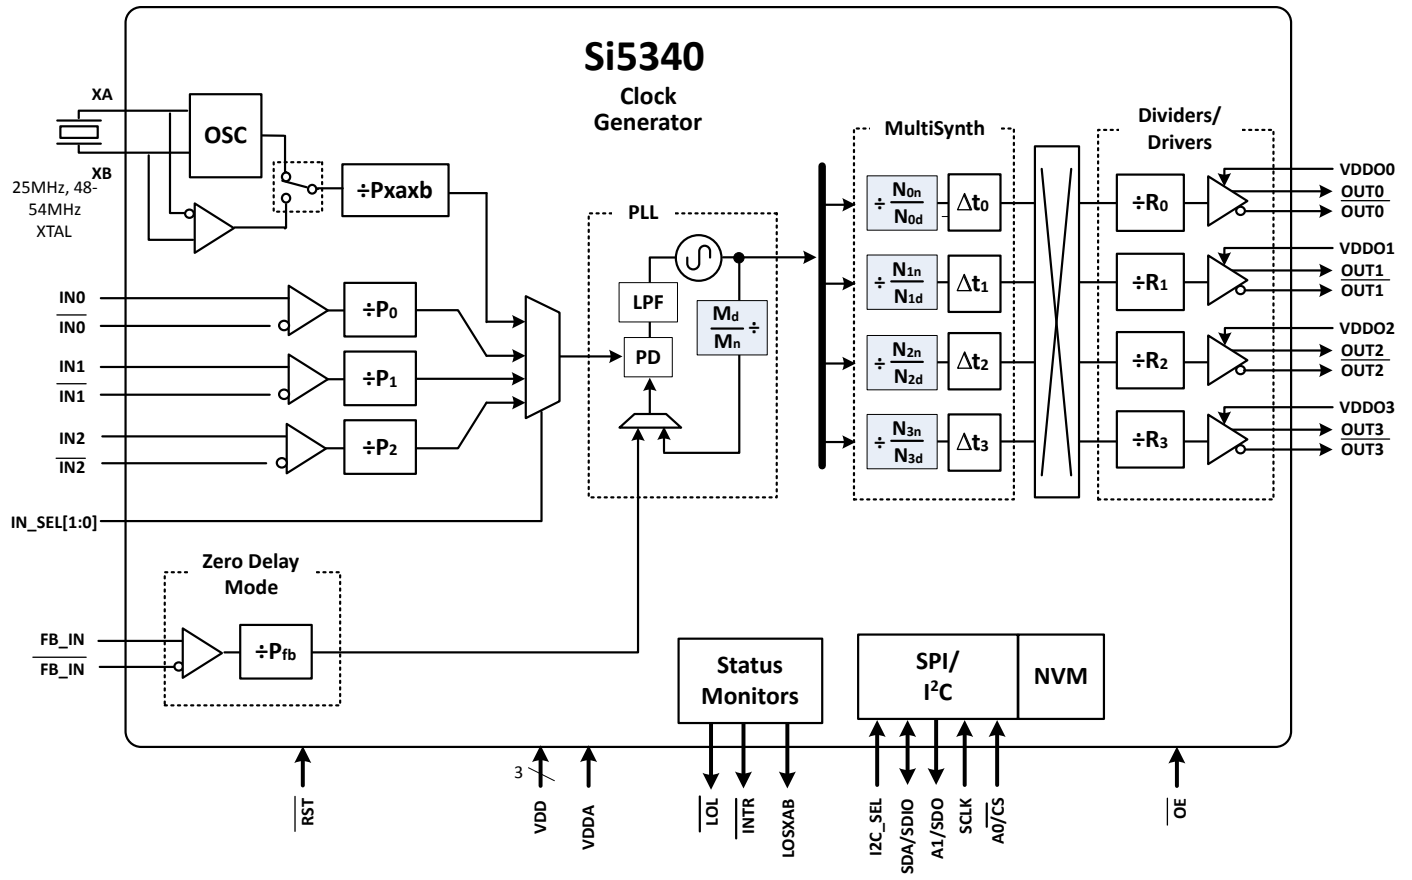 Si5340
Clock
Generator
XA
XB
25MHz, 48-
54MHz
XTAL
OSC
÷Pxaxb
IN0
IN0
÷P0
IN1
IN1
÷P1
IN2
IN2
÷P2
IN_SEL[1:0]
Zero Delay
Mode
FB_IN
FB_IN
÷Pfb
PLL
LPF
PD
Md
Mn
÷
MultiSynth
÷ N0n
N0d
Δt0
÷ N1n
N1d
Δt1
÷ N2n
N2d
Δt2
÷ N3n
N3d
Δt3
Dividers/
Drivers
÷R0
÷R1
÷R2
÷R3
VDDO0
OUT0
OUT0
VDDO1
OUT1
OUT1
VDDO2
OUT2
OUT2
VDDO3
OUT3
OUT3
Status
Monitors
SPI/
I²C
NVM
RST
3
VDD
VDDA
LOL
INTR
LOSXAB
I2C_SEL
SDA/SDIO
A1/SDO
SCLK
A0/CS
OE